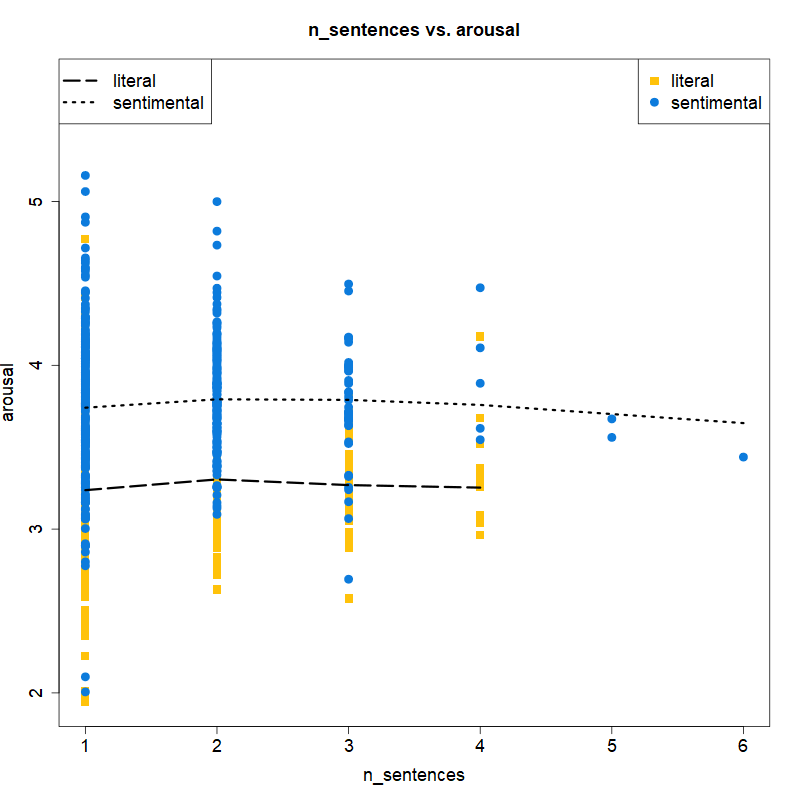 n_sentences vs. arousal
literal
sentimental
literal
sentimental
arousal
5
4
3
2
1 2 3 4 5 6
n_sentences